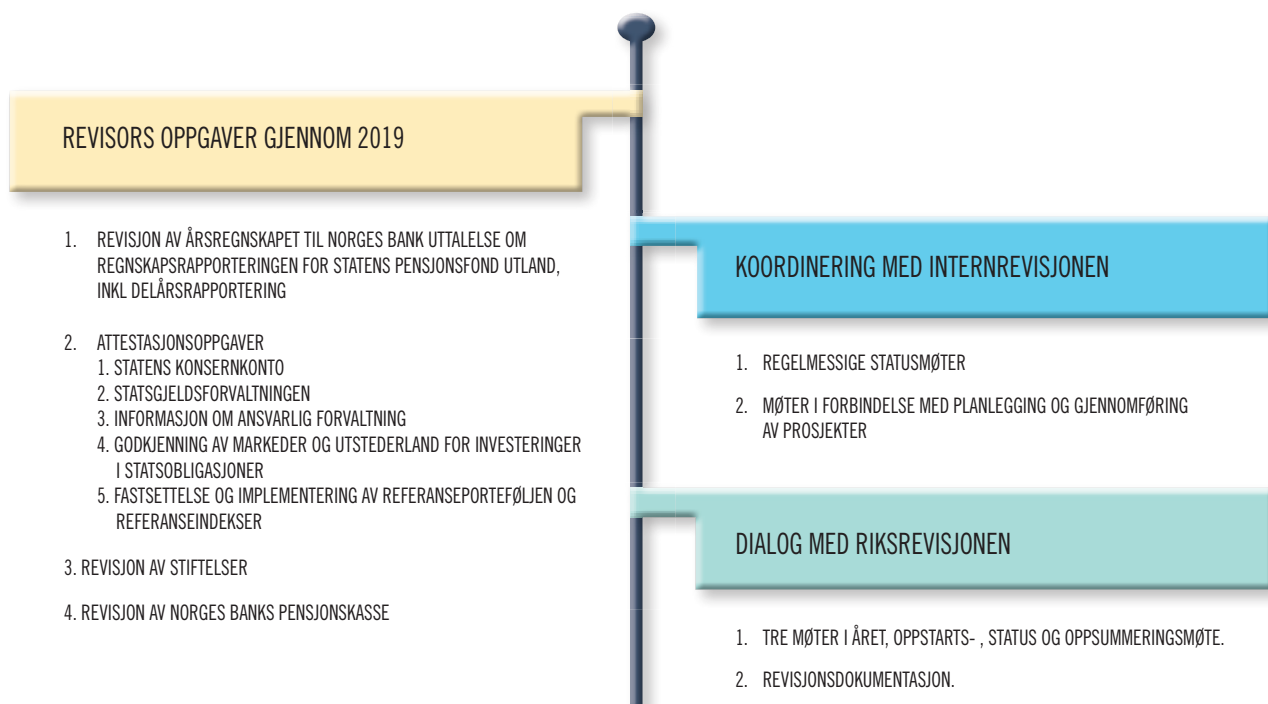 REVISORS OPPGAVER GJENNOM 2019
1. REVISJON AV ÅRSREGNSKAPET TIL NORGES BANK UTTALELSE OM
REGNSKAPSRAPPORTERINGEN FOR STATENS PENSJONSFOND UTLAND,
INKL DELÅRSRAPPORTERING
2. ATTESTASJONSOPPGAVER
1. STATENS KONSERNKONTO
2. STATSGJELDSFORVALTNINGEN
3. INFORMASJON OM ANSVARLIG FORVALTNING
4. GODKJENNING AV MARKEDER OG UTSTEDERLAND FOR INVESTERINGER
I STATSOBLIGASJONER
5. FASTSETTELSE OG IMPLEMENTERING AV REFERANSEPORTEFØLJEN OG
REFERANSEINDEKSER
3. REVISJON AV STIFTELSER
4. REVISJON AV NORGES BANKS PENSJONSKASSE
KOORDINERING MED INTERNREVISJONEN
1. REGELMESSIGE STATUSMØTER
2. MØTER I FORBINDELSE MED PLANLEGGING OG GJENNOMFØRING
AV PROSJEKTER
DIALOG MED RIKSREVISJONEN
1. TRE MØTER I ÅRET, OPPSTARTS- , STATUS OG OPPSUMMERINGSMØTE.
2. REVISJONSDOKUMENTASJON.